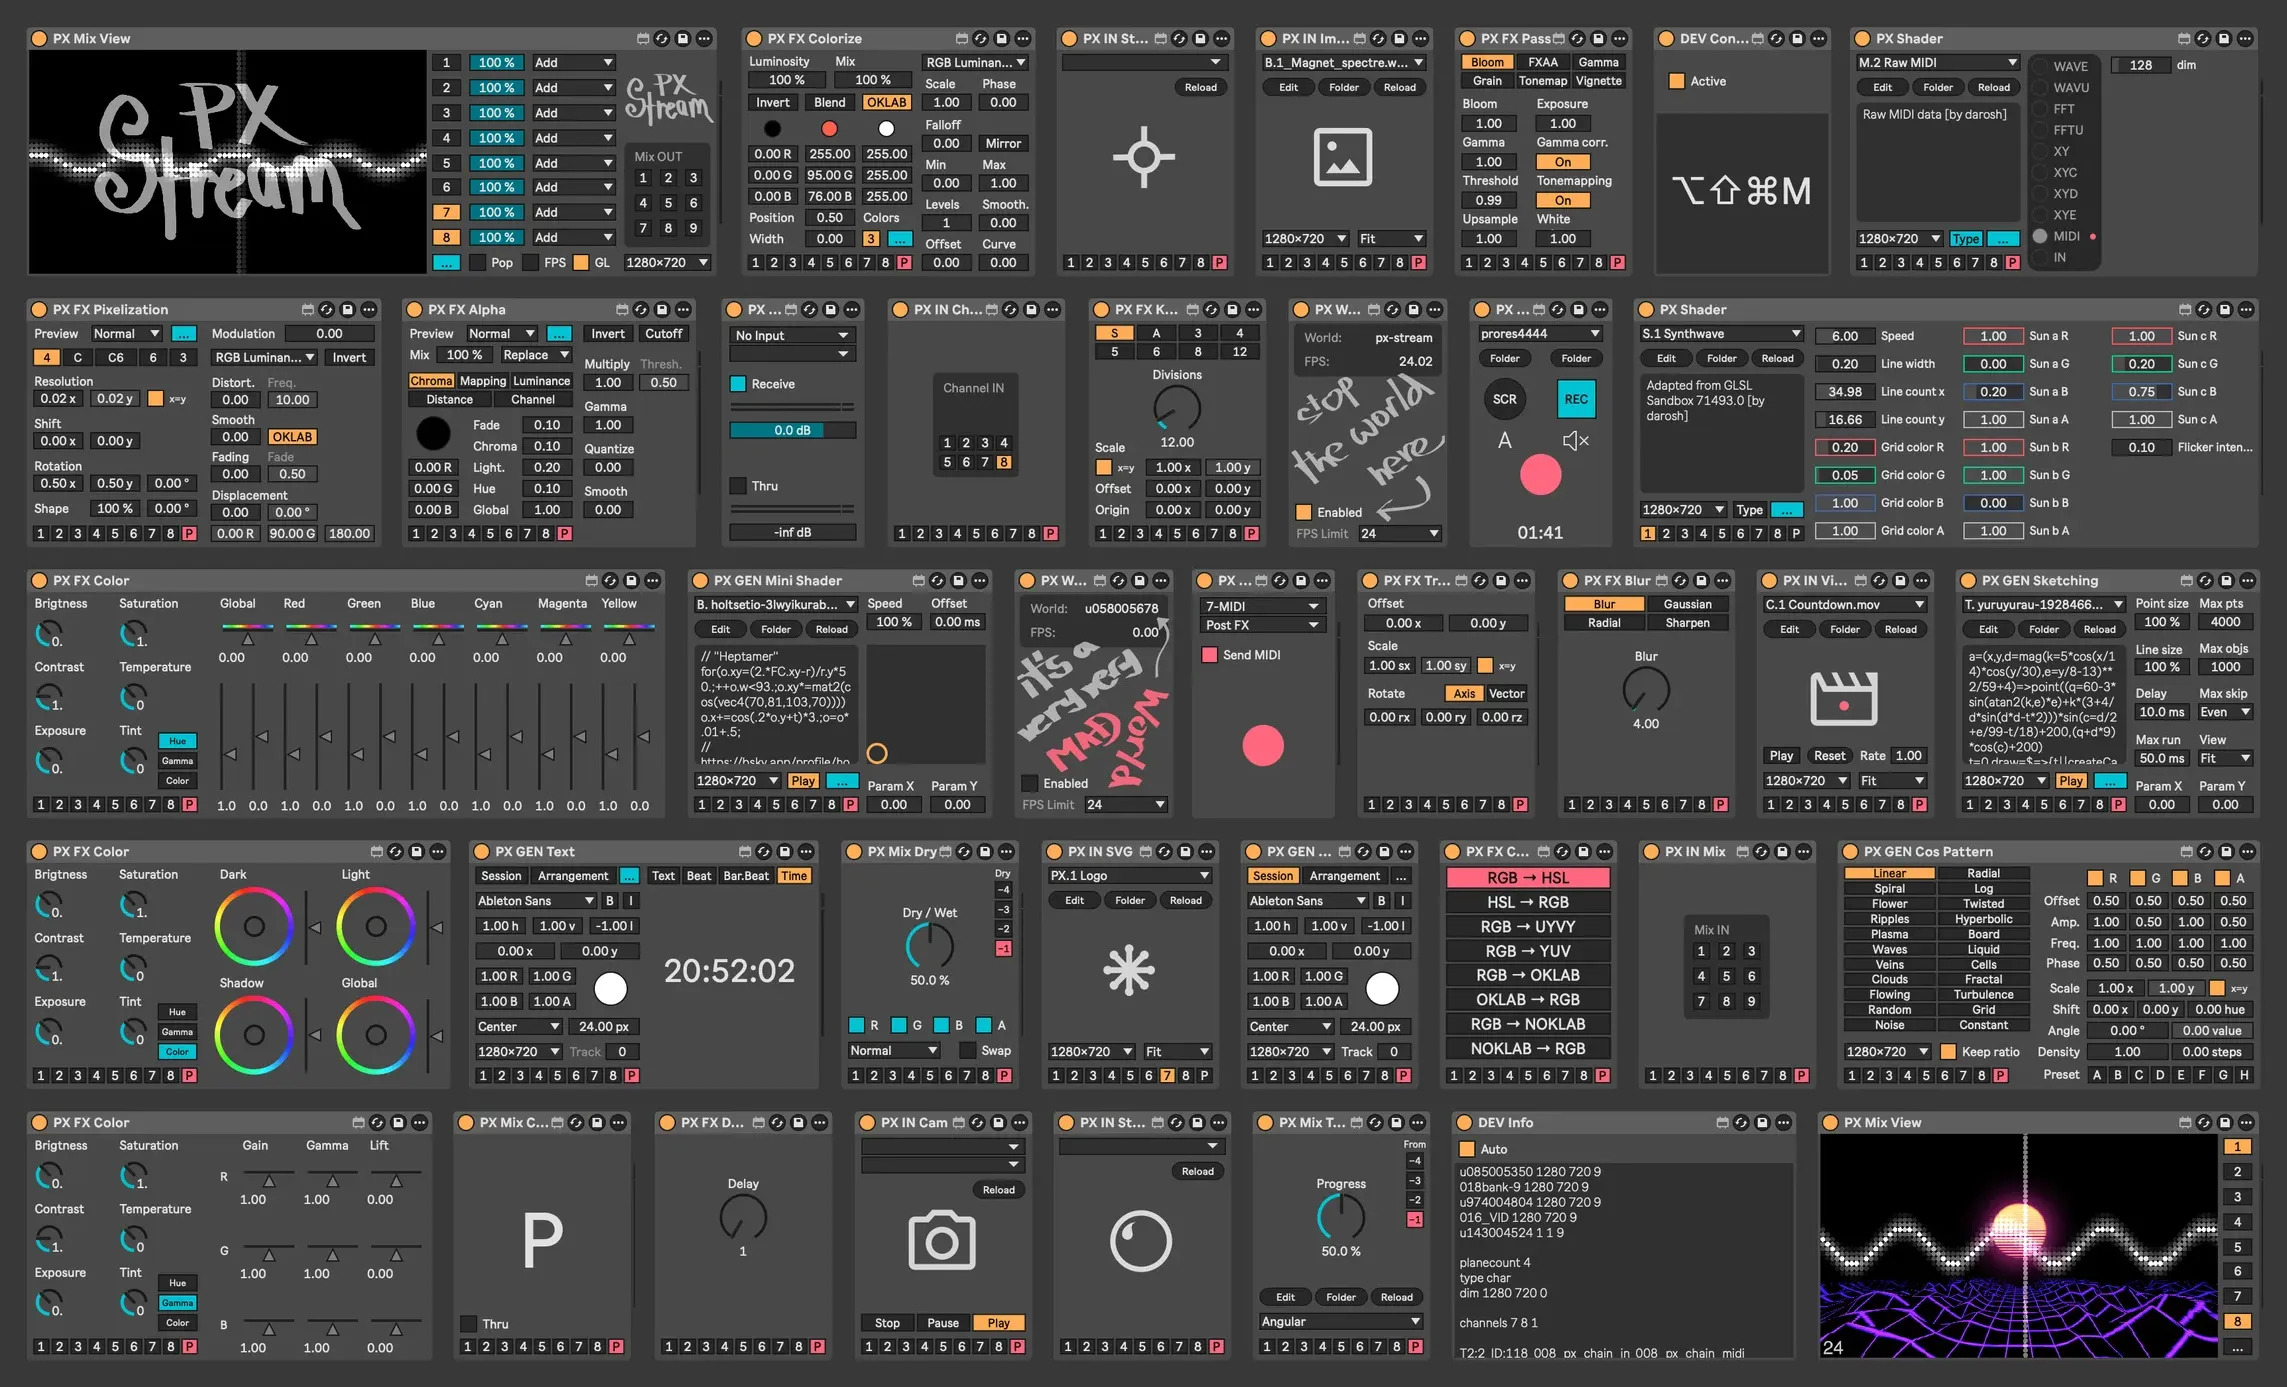 PX Mix View
PX Stream
1 100 % Add
2 100 % Add
3 100 % Add
4 100 % Add
5 100 % Add
6 100 % Add
7 100 % Add
8 100 % Add
... Pop FPS GL 1280×720
PX Stream
Mix OUT
1 2 3
4 5 6
7 8 9
PX FX Colorize
Luminosity Mix RGB Luminan...
100 % 100 % Scale Phase
Invert Blend OKLAB 1.00 0.00
Falloff
0.00 Mirror
0.00 R 255.00 255.00 Min Max
0.00 G 95.00 G 255.00 0.00 1.00
0.00 B 76.00 B 255.00 Levels Smooth.
Position 0.50 Colors 1 0.00
Width 0.00 3 ... Offset Curve
1 2 3 4 5 6 7 8 P 0.00 0.00
PX IN St...
Reload
1 2 3 4 5 6 7 8 P
PX IN Im...
B.1_Magnet_spectre.w...
Edit Folder Reload
1280×720 Fit
1 2 3 4 5 6 7 8 P
PX FX Pass
Bloom FXAA Gamma
Grain Tonemap Vignette
Bloom Exposure
1.00 1.00
Gamma Gamma corr.
1.00 On
Threshold Tonemapping
0.99 On
Upsample White
1.00 1.00
1 2 3 4 5 6 7 8 P
DEV Con...
Active
⌥⇧⌘M
PX Shader
M.2 Raw MIDI
Edit Folder Reload
Raw MIDI data [by darosh]
1280×720 Type ...
1 2 3 4 5 6 7 8 P
WAVE
WAVU
FFT
FFTU
XY
XYC
XYD
XYE
MIDI
IN
128 dim
PX FX Pixelization
Preview Normal ... Modulation 0.00
4 C C6 6 3 RGB Luminan... Invert
Resolution Distort. Freq.
0.02 x 0.02 y x=y 0.00 10.00
Shift Smooth
0.00 x 0.00 y 0.00 OKLAB
Rotation Fading Fade
0.50 x 0.50 y 0.00 ° 0.00 0.50
Shape 100 % 0.00 ° Displacement
0.00 0.00 °
1 2 3 4 5 6 7 8 P 0.00 R 90.00 G 180.00
PX FX Alpha
Preview Normal ... Invert Cutoff
Mix 100 % Replace Multiply Thresh.
Chroma Mapping Luminance 1.00 0.50
Distance Channel Gamma
Fade 0.10 1.00
Chroma 0.10 Quantize
0.00 R Light. 0.20 0.00
0.00 G Hue 0.10 Smooth
0.00 B Global 1.00 0.00
1 2 3 4 5 6 7 8 P
PX ...
No Input
Receive
0.0 dB
Thru
-inf dB
PX IN Ch...
Channel IN
1 2 3 4
5 6 7 8
1 2 3 4 5 6 7 8 P
PX FX K...
S A 3 4
5 6 8 12
Divisions
12.00
Scale
x=y 1.00 x 1.00 y
Offset 0.00 x 0.00 y
Origin 0.00 x 0.00 y
1 2 3 4 5 6 7 8 P
PX W...
World: px-stream
FPS: 24.02
stop
the world
here
Enabled
FPS Limit 24
PX ...
prores4444
Folder Folder
SCR REC
A
01:41
PX Shader
S.1 Synthwave
Edit Folder Reload
Adapted from GLSL
Sandbox 71493.0 [by
darosh]
1280×720 Type ...
1 2 3 4 5 6 7 8 P
6.00 Speed 1.00 Sun a R 1.00 Sun c R
0.20 Line width 0.00 Sun a G 0.20 Sun c G
34.98 Line count x 0.20 Sun a B 0.75 Sun c B
16.66 Line count y 1.00 Sun a A 1.00 Sun c A
0.20 Grid color R 1.00 Sun b R 0.10 Flicker inten...
0.05 Grid color G 1.00 Sun b G
1.00 Grid color B 0.00 Sun b B
1.00 Grid color A 1.00 Sun b A
PX FX Color
Brigtness Saturation Global Red Green Blue Cyan Magenta Yellow
0. 1.
0.00 0.00 0.00 0.00 0.00 0.00 0.00
Contrast Temperature
1. 0
Exposure Tint Hue
0. 0 Gamma
Color
1 2 3 4 5 6 7 8 P 1.0 0.0 1.0 0.0 1.0 0.0 1.0 0.0 1.0 0.0 1.0 0.0 1.0 0.0
PX GEN Mini Shader
B. holtsetio-3lwyikurab... Speed Offset
Edit Folder Reload 100 % 0.00 ms
// "Heptamer"
for(o.xy=(2.*FC.xy-r)/r.y*5
0.;++o.w<93.;o.xy*=mat2(c
os(vec4(70,81,103,70))))
o.x+=cos(.2*o.y+t)*3.;o=o*
.01+.5;
//
https://bsky.app/profile/ho
1280×720 Play ... Param X Param Y
1 2 3 4 5 6 7 8 P 0.00 0.00
PX W...
World: u058005678
FPS: 0.00
it's a
very very
MAD
World
Enabled
FPS Limit 24
PX ...
7-MIDI
Post FX
Send MIDI
PX FX Tr...
Offset
0.00 x 0.00 y
Scale
1.00 sx 1.00 sy x=y
Rotate Axis Vector
0.00 rx 0.00 ry 0.00 rz
1 2 3 4 5 6 7 8 P
PX FX Blur
Blur Gaussian
Radial Sharpen
Blur
4.00
1 2 3 4 5 6 7 8 P
PX IN Vi...
C.1 Countdown.mov
Edit Folder Reload
Play Reset Rate 1.00
1280×720 Fit
1 2 3 4 5 6 7 8 P
PX GEN Sketching
T. yuruyurau-1928466... Point size Max pts
Edit Folder Reload 100 % 4000
a=(x,y,d=mag(k=5*cos(x/1
4)*cos(y/30),e=y/8-13)**
2/59+4)=>point((q=60-3*
sin(atan2(k,e)*e)+k*(3+4/
d*sin(d*d-t*2)))*sin(c=d/2
+e/99-t/18)+200,(q+d*9)
*cos(c)+200)
t=0,draw=$=>{t||createCa
Line size Max objs
100 % 1000
Delay Max skip
10.0 ms Even
Max run View
50.0 ms Fit
1280×720 Play ... Param X Param Y
1 2 3 4 5 6 7 8 P 0.00 0.00
PX FX Color
Brigtness Saturation Dark Light
0. 1.
Contrast Temperature
1. 0
Shadow Global
Exposure Tint Hue
0. 0 Gamma
Color
1 2 3 4 5 6 7 8 P
PX GEN Text
Session Arrangement ... Text Beat Bar.Beat Time
Ableton Sans B I
1.00 h 1.00 v -1.00 l
0.00 x 0.00 y
1.00 R 1.00 G
1.00 B 1.00 A
20:52:02
Center 24.00 px
1280×720 Track 0
1 2 3 4 5 6 7 8 P
PX Mix Dry
Dry
-4
-3
-2
-1
Dry / Wet
50.0 %
R G B A
Normal Swap
1 2 3 4 5 6 7 8 P
PX IN SVG
PX.1 Logo
Edit Folder Reload
1280×720 Fit
1 2 3 4 5 6 7 8 P
PX GEN ...
Session Arrangement ...
Ableton Sans B I
1.00 h 1.00 v -1.00 l
0.00 x 0.00 y
1.00 R 1.00 G
1.00 B 1.00 A
Center 24.00 px
1280×720 Track 0
1 2 3 4 5 6 7 8 P
PX FX C...
RGB → HSL
HSL → RGB
RGB → UYVY
RGB → YUV
RGB → OKLAB
OKLAB → RGB
RGB → NOKLAB
NOKLAB → RGB
1 2 3 4 5 6 7 8 P
PX IN Mix
Mix IN
1 2 3
4 5 6
7 8 9
1 2 3 4 5 6 7 8 P
PX GEN Cos Pattern
Linear Radial
Spiral Log
Flower Twisted
Ripples Hyperbolic
Plasma Board
Waves Liquid
Veins Cells
Clouds Fractal
Flowing Turbulence
Random Grid
Noise Constant
1280×720 Keep ratio
1 2 3 4 5 6 7 8 P
R G B A
Offset 0.50 0.50 0.50 0.50
Amp. 1.00 0.50 1.00 0.50
Freq. 1.00 1.00 1.00 1.00
Phase 0.50 0.50 0.50 0.50
Scale 1.00 x 1.00 y x=y
Shift 0.00 x 0.00 y 0.00 hue
Angle 0.00 ° 0.00 value
Density 1.00 0.00 steps
Preset A B C D E F G H
PX FX Color
Brigtness Saturation Gain Gamma Lift
0. 1. R
1.00 1.00 0.00
Contrast Temperature
1. 0 G
1.00 1.00 0.00
Exposure Tint Hue
0. 0 Gamma
Color B
1 2 3 4 5 6 7 8 P 1.00 1.00 0.00
PX Mix C...
P
Thru
1 2 3 4 5 6 7 8 P
PX FX D...
Delay
1
1 2 3 4 5 6 7 8 P
PX IN Cam
Reload
Stop Pause Play
1 2 3 4 5 6 7 8 P
PX IN St...
Reload
1 2 3 4 5 6 7 8 P
PX Mix T...
From
-4
-3
-2
-1
Progress
50.0 %
Edit Folder Reload
Angular
1 2 3 4 5 6 7 8 P
DEV Info
Auto
u085005350 1280 720 9
018bank-9 1280 720 9
u974004804 1280 720 9
016_VID 1280 720 9
u143004524 1 1 9
planecount 4
type char
dim 1280 720 0
channels 7 8 1
T2:2 ID:118 008 px chain in 008 px chain midi
PX Mix View
1
2
3
4
5
6
7
8
...
24